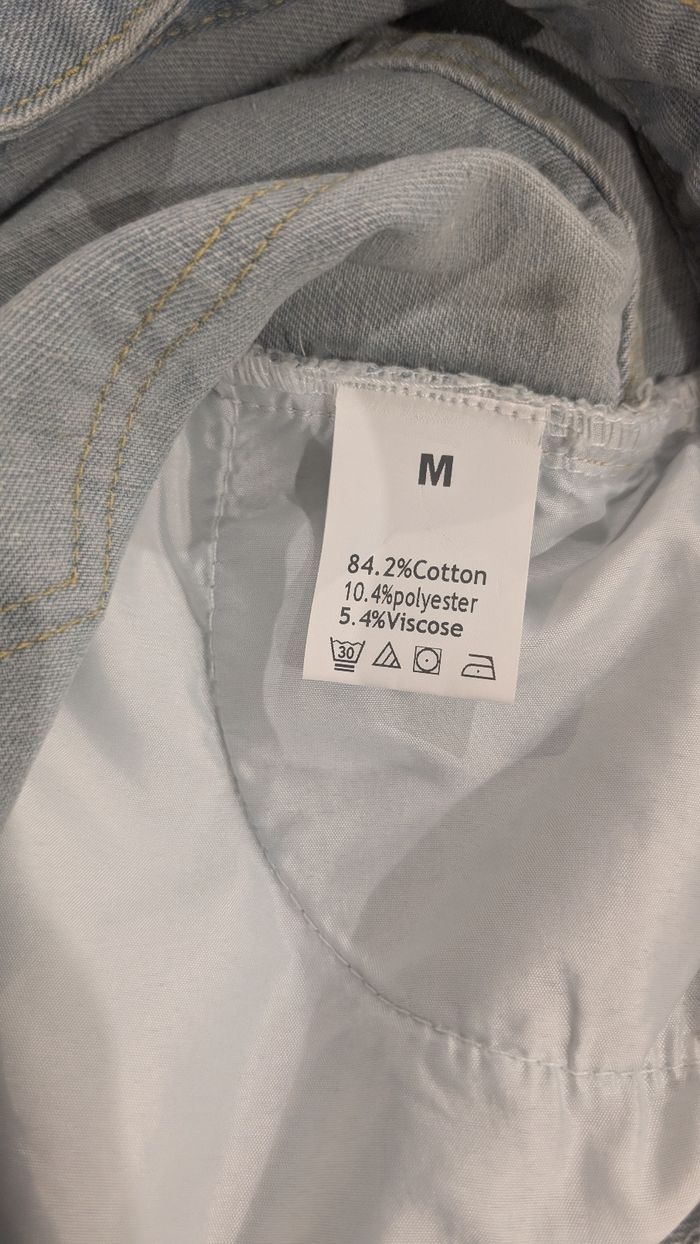 M
84.2%Cotton
10.4%polyester
5.4%Viscose
30